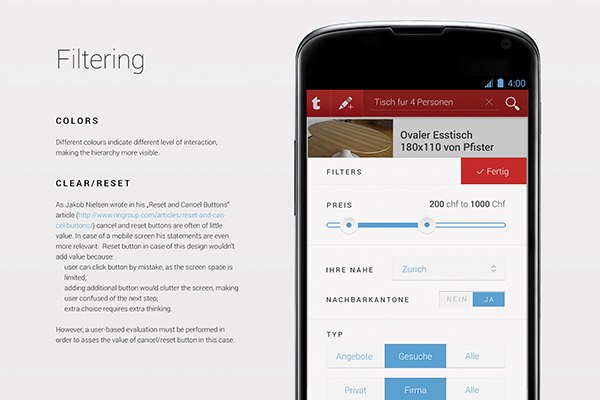 Filtering
COLORS
Different colours indicate different level of interaction,
making the hierarchy more visible.
CLEAR/RESET
As Jakob Nielsen wrote in his „Reset and Cancel Buttons”
article (http://www.nngroup.com/articles/reset-and-can-
cel-buttons/) cancel and reset buttons are often of little
value. In case of a mobile screen his statements are even
more relevant. Reset button in case of this design wouldn't
add value because:
user can click button by mistake, as the screen space is
limited;
adding additional button would clutter the screen, making
user confused of the next step;
extra choice requires extra thinking.
However, a user-based evaluation must be performed in
order to asses the value of cancel/reset button in this case.
4:00
t
Tisch fur 4 Personen
Ovaler Esstisch
180x110 von Pfister
FILTERS
Fertig
PREIS 200 chf to 1000 Chf
IHRE NAHE Zurich
NACHBARKANTONE NEIN JA
TYP
Angebote Gesuche Alle
Privat Firma Alle